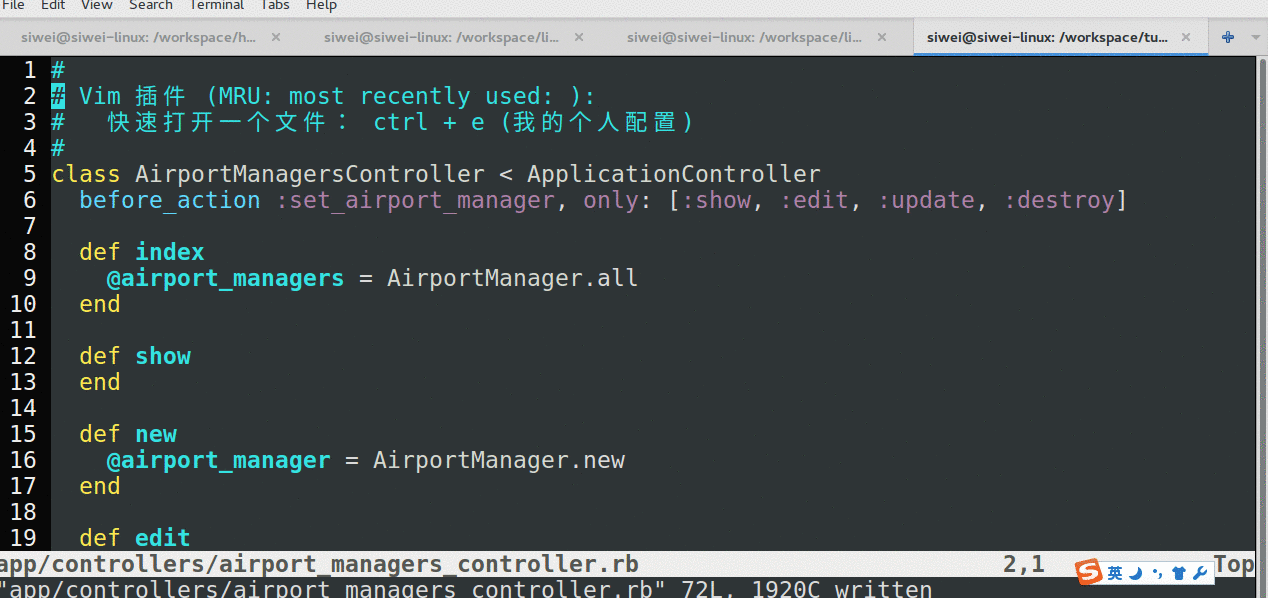 File Edit View Search Terminal Tabs Help
siwei@siwei-linux: /workspace/h... × siwei@siwei-linux: /workspace/li... × siwei@siwei-linux: /workspace/li... × siwei@siwei-linux: /workspace/tu... ×
1 #
2 # Vim 插件 (MRU: most recently used: ):
3 #   快速打开一个文件： ctrl + e (我的个人配置)
4 #
5 class AirportManagersController < ApplicationController
6   before_action :set_airport_manager, only: [:show, :edit, :update, :destroy]
7
8   def index
9     @airport_managers = AirportManager.all
10   end
11
12   def show
13   end
14
15   def new
16     @airport_manager = AirportManager.new
17   end
18
19   def edit
app/controllers/airport_managers_controller.rb 2,1 Top
"app/controllers/airport_managers_controller.rb" 72L, 1920C written
S 英